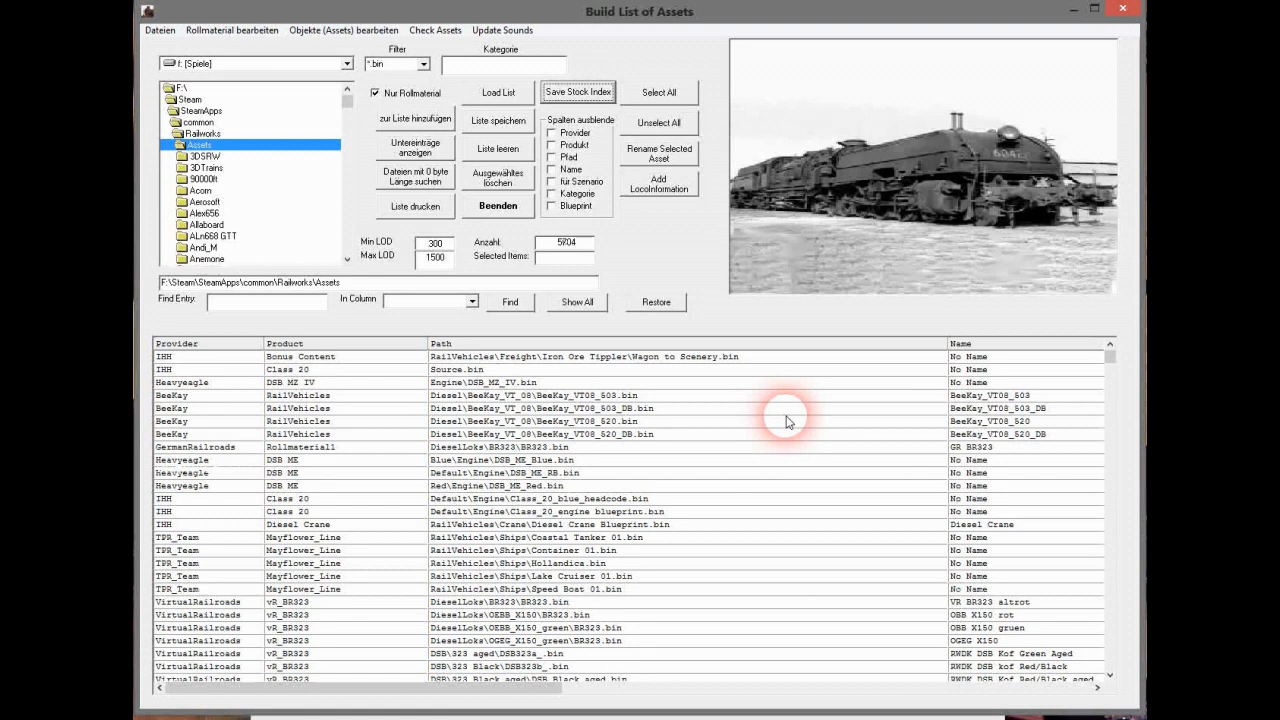 Build List of Assets
Dateien Rollmaterial bearbeiten Objekte (Assets) bearbeiten Check Assets Update Sounds
Filter Kategorie
f: [Spiele] *.bin
F:\
Steam
SteamApps
common
Railworks
Assets
3DSRW
3DTrains
90000ft
Acorn
Aerosoft
Alex656
Allaboard
ALn668 GTT
Andi_M
Anemone
Nur Rollmaterial Load List Save Stock Index Select All
zur Liste hinzufügen Liste speichern Spalten ausblende Unselect All
Untereinträge anzeigen Liste leeren Rename Selected Asset
Dateien mit 0 byte Länge suchen Ausgewähltes löschen Add LocoInformation
Liste drucken Beenden
Provider
Produkt
Pfad
Name
für Szenario
Kategorie
Blueprint
Min LOD 300 Anzahl: 5704
Max LOD 1500 Selected Items:
F:\Steam\SteamApps\common\Railworks\Assets
Find Entry: In Column Find Show All Restore
Provider Product Path Name
IHH Bonus Content RailVehicles\Freight\Iron Ore Tippler\Wagon to Scenery.bin No Name
IHH Class 20 Source.bin No Name
Heavyeagle DSB MZ IV Engine\DSB_MZ_IV.bin No Name
BeeKay RailVehicles Diesel\BeeKay_VT_08\BeeKay_VT08_503.bin BeeKay_VT08_503
BeeKay RailVehicles Diesel\BeeKay_VT_08\BeeKay_VT08_503_DB.bin BeeKay_VT08_503_DB
BeeKay RailVehicles Diesel\BeeKay_VT_08\BeeKay_VT08_520.bin BeeKay_VT08_520
BeeKay RailVehicles Diesel\BeeKay_VT_08\BeeKay_VT08_520_DB.bin BeeKay_VT08_520_DB
GermanRailroads Rollmaterial1 DieselLoks\BR323\BR323.bin GR BR323
Heavyeagle DSB ME Blue\Engine\DSB_ME_Blue.bin No Name
Heavyeagle DSB ME Default\Engine\DSB_ME_RB.bin No Name
Heavyeagle DSB ME Red\Engine\DSB_ME_Red.bin No Name
IHH Class 20 Default\Engine\Class_20_blue_headcode.bin No Name
IHH Class 20 Default\Engine\Class_20_engine blueprint.bin No Name
IHH Diesel Crane RailVehicles\Crane\Diesel Crane Blueprint.bin Diesel Crane
TPR_Team Mayflower_Line RailVehicles\Ships\Coastal Tanker 01.bin No Name
TPR_Team Mayflower_Line RailVehicles\Ships\Container 01.bin No Name
TPR_Team Mayflower_Line RailVehicles\Ships\Hollandica.bin No Name
TPR_Team Mayflower_Line RailVehicles\Ships\Lake Cruiser 01.bin No Name
TPR_Team Mayflower_Line RailVehicles\Ships\Speed Boat 01.bin No Name
VirtualRailroads vR_BR323 DieselLoks\BR323\BR323.bin VR BR323 altrot
VirtualRailroads vR_BR323 DieselLoks\OEBB_X150\BR323.bin OBB X150 rot
VirtualRailroads vR_BR323 DieselLoks\OEBB_X150_green\BR323.bin OBB X150 gruen
VirtualRailroads vR_BR323 DieselLoks\OGEG_X150_green\BR323.bin OGEG X150
VirtualRailroads vR_BR323 DSB\323 aged\DSB323a_.bin RWDK DSB Kof Green Aged
VirtualRailroads vR_BR323 DSB\323 Black\DSB323b_.bin RWDK DSB kof Red/Black
VirtualRailroads vR_BR323 DSB\323 Black aged\DSB323ba_.bin RWDK DSB Kof Red/Black aged